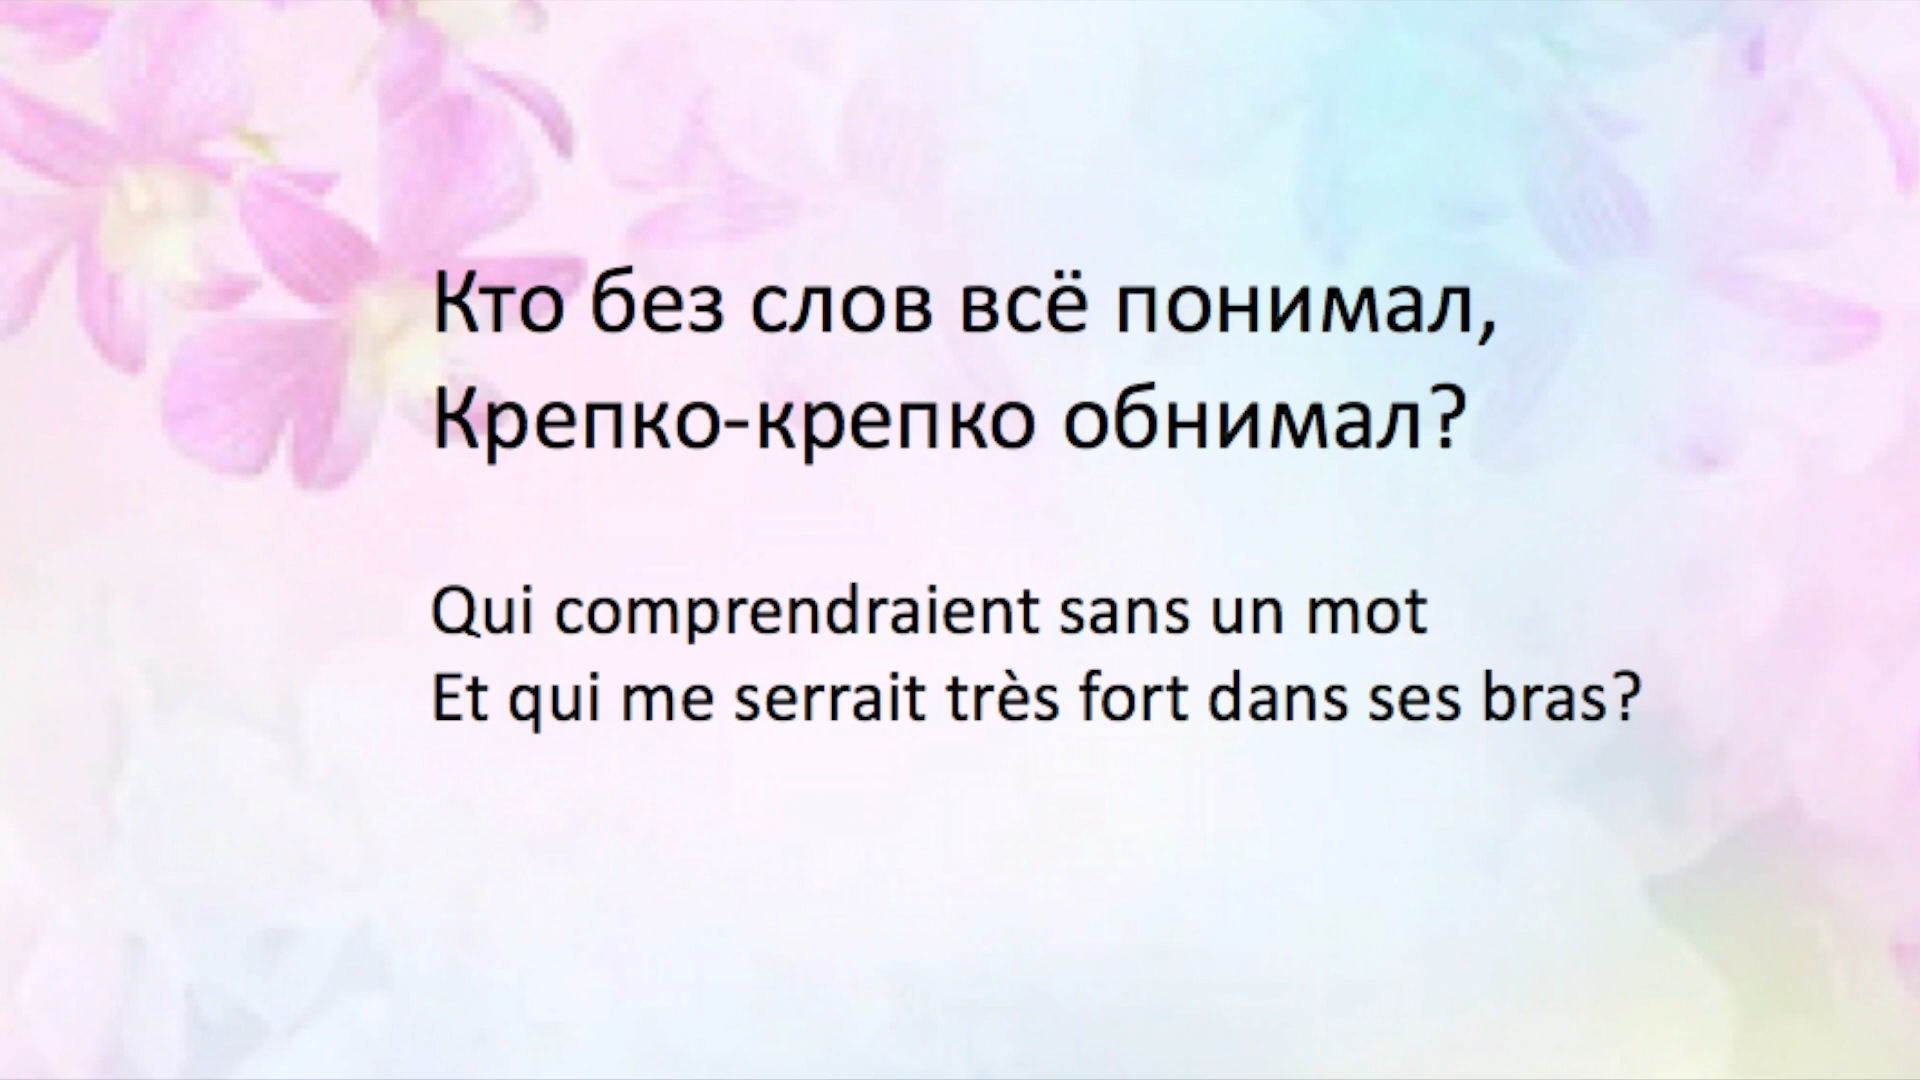 Кто без слов всё понимал,
Крепко-крепко обнимал?
Qui comprendraient sans un mot
Et qui me serrait très fort dans ses bras?